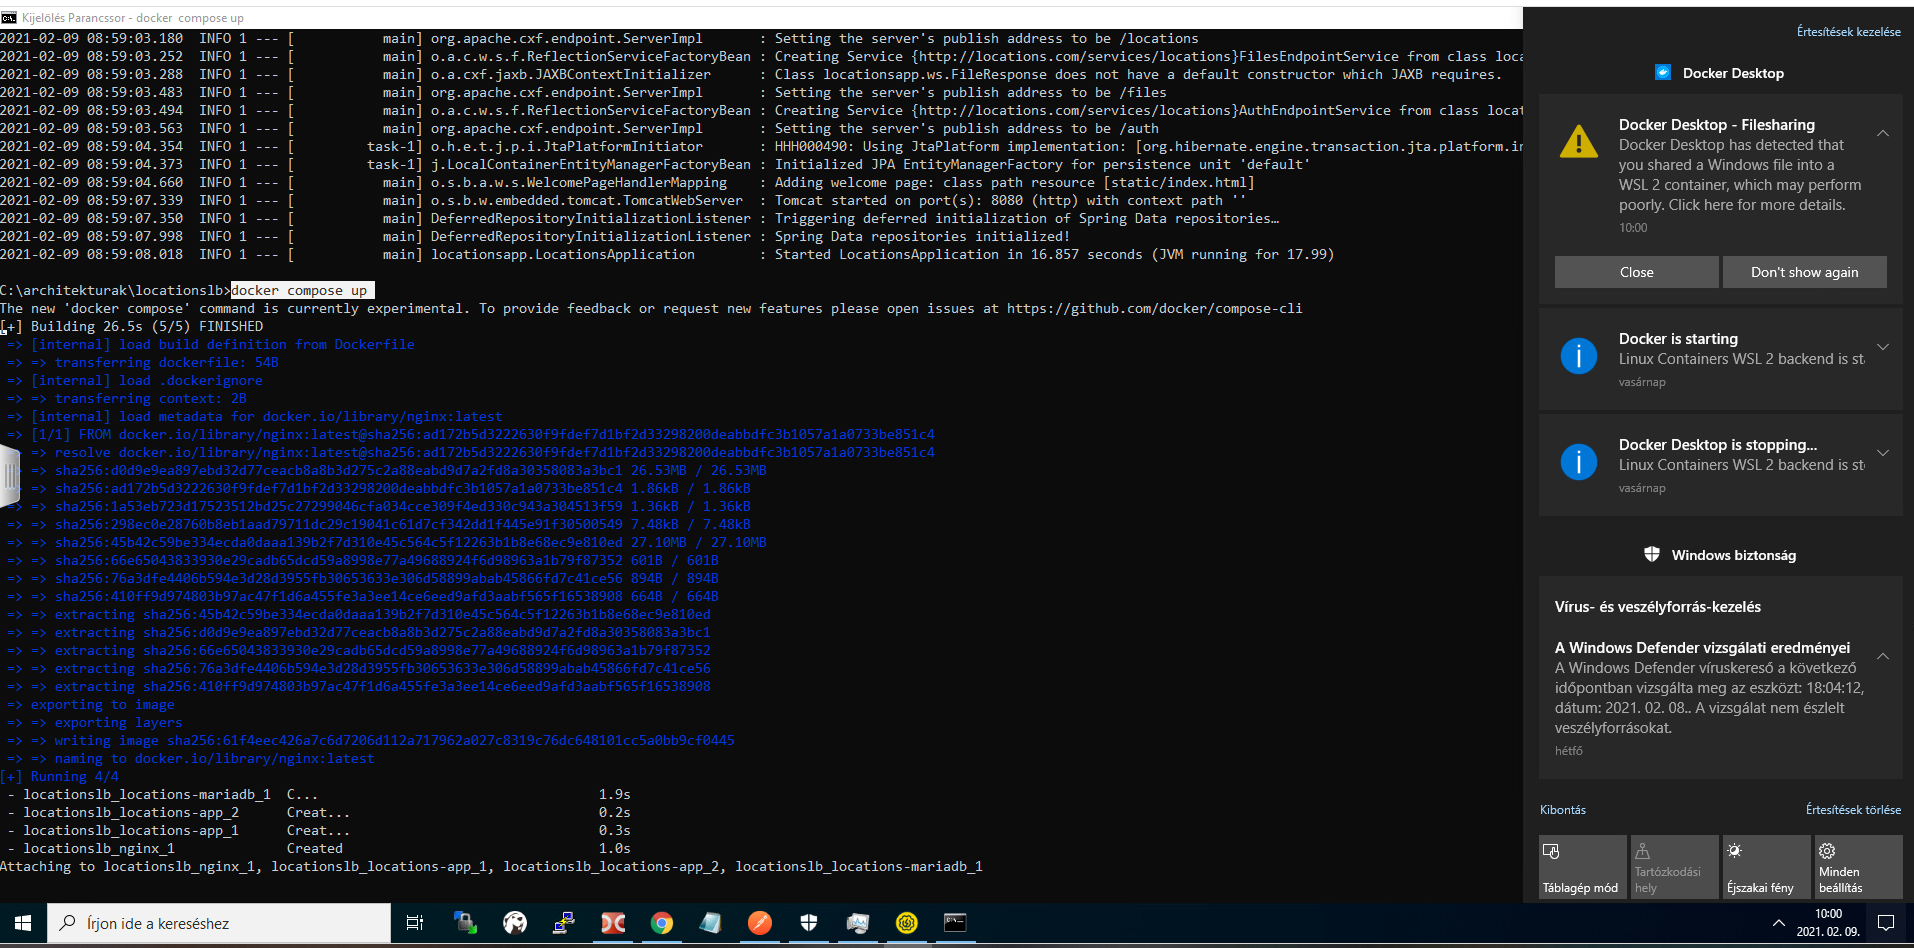 Kijelölés Parancssor - docker  compose up
2021-02-09 08:59:03.180  INFO 1 --- [           main] org.apache.cxf.endpoint.ServerImpl       : Setting the server's publish address to be /locations
2021-02-09 08:59:03.252  INFO 1 --- [           main] o.a.c.w.s.f.ReflectionServiceFactoryBean : Creating Service {http://locations.com/services/locations}FilesEndpointService from class loca
2021-02-09 08:59:03.288  INFO 1 --- [           main] o.a.cxf.jaxb.JAXBContextInitializer      : Class locationsapp.ws.FileResponse does not have a default constructor which JAXB requires.
2021-02-09 08:59:03.483  INFO 1 --- [           main] org.apache.cxf.endpoint.ServerImpl       : Setting the server's publish address to be /files
2021-02-09 08:59:03.494  INFO 1 --- [           main] o.a.c.w.s.f.ReflectionServiceFactoryBean : Creating Service {http://locations.com/services/locations}AuthEndpointService from class locat
2021-02-09 08:59:03.563  INFO 1 --- [           main] org.apache.cxf.endpoint.ServerImpl       : Setting the server's publish address to be /auth
2021-02-09 08:59:04.354  INFO 1 --- [         task-1] o.h.e.t.j.p.i.JtaPlatformInitiator       : HHH000490: Using JtaPlatform implementation: [org.hibernate.engine.transaction.jta.platform.in
2021-02-09 08:59:04.373  INFO 1 --- [         task-1] j.LocalContainerEntityManagerFactoryBean : Initialized JPA EntityManagerFactory for persistence unit 'default'
2021-02-09 08:59:04.660  INFO 1 --- [           main] o.s.b.a.w.s.WelcomePageHandlerMapping    : Adding welcome page: class path resource [static/index.html]
2021-02-09 08:59:07.339  INFO 1 --- [           main] o.s.b.w.embedded.tomcat.TomcatWebServer  : Tomcat started on port(s): 8080 (http) with context path ''
2021-02-09 08:59:07.350  INFO 1 --- [           main] DeferredRepositoryInitializationListener : Triggering deferred initialization of Spring Data repositories…
2021-02-09 08:59:07.998  INFO 1 --- [           main] DeferredRepositoryInitializationListener : Spring Data repositories initialized!
2021-02-09 08:59:08.018  INFO 1 --- [           main] locationsapp.LocationsApplication        : Started LocationsApplication in 16.857 seconds (JVM running for 17.99)
C:\architekturak\locationslb>docker compose up
The new 'docker compose' command is currently experimental. To provide feedback or request new features please open issues at https://github.com/docker/compose-cli
[+] Building 26.5s (5/5) FINISHED
=> [internal] load build definition from Dockerfile
=> => transferring dockerfile: 54B
=> [internal] load .dockerignore
=> => transferring context: 2B
=> [internal] load metadata for docker.io/library/nginx:latest
=> [1/1] FROM docker.io/library/nginx:latest@sha256:ad172b5d3222630f9fdef7d1bf2d33298200deabbdfc3b1057a1a0733be851c4
=> resolve docker.io/library/nginx:latest@sha256:ad172b5d3222630f9fdef7d1bf2d33298200deabbdfc3b1057a1a0733be851c4
=> sha256:d0d9e9ea897ebd32d77ceacb8a8b3d275c2a88eabd9d7a2fd8a30358083a3bc1 26.53MB / 26.53MB
=> sha256:ad172b5d3222630f9fdef7d1bf2d33298200deabbdfc3b1057a1a0733be851c4 1.86kB / 1.86kB
=> => sha256:1a53eb723d17523512bd25c27299046cfa034cce309f4ed330c943a304513f59 1.36kB / 1.36kB
=> => sha256:298ec0e28760b8eb1aad79711dc29c19041c61d7cf342dd1f445e91f30500549 7.48kB / 7.48kB
=> => sha256:45b42c59be334ecda0daaa139b2f7d310e45c564c5f12263b1b8e68ec9e810ed 27.10MB / 27.10MB
=> => sha256:66e65043833930e29cadb65dcd59a8998e77a49688924f6d98963a1b79f87352 601B / 601B
=> => sha256:76a3dfe4406b594e3d28d3955fb30653633e306d58899abab45866fd7c41ce56 894B / 894B
=> => sha256:410ff9d974803b97ac47f1d6a455fe3a3ee14ce6eed9afd3aabf565f16538908 664B / 664B
=> => extracting sha256:45b42c59be334ecda0daaa139b2f7d310e45c564c5f12263b1b8e68ec9e810ed
=> => extracting sha256:d0d9e9ea897ebd32d77ceacb8a8b3d275c2a88eabd9d7a2fd8a30358083a3bc1
=> => extracting sha256:66e65043833930e29cadb65dcd59a8998e77a49688924f6d98963a1b79f87352
=> => extracting sha256:76a3dfe4406b594e3d28d3955fb30653633e306d58899abab45866fd7c41ce56
=> => extracting sha256:410ff9d974803b97ac47f1d6a455fe3a3ee14ce6eed9afd3aabf565f16538908
=> exporting to image
=> => exporting layers
=> => writing image sha256:61f4eec426a7c6d7206d112a717962a027c8319c76dc648101cc5a0bb9cf0445
=> => naming to docker.io/library/nginx:latest
[+] Running 4/4
- locationslb_locations-mariadb_1  C...                                   1.9s
- locationslb_locations-app_2      Creat...                               0.2s
- locationslb_locations-app_1      Creat...                               0.3s
- locationslb_nginx_1              Created                                1.0s
Attaching to locationslb_nginx_1, locationslb_locations-app_1, locationslb_locations-app_2, locationslb_locations-mariadb_1
Értesítések kezelése
Docker Desktop
Docker Desktop - Filesharing
Docker Desktop has detected that
you shared a Windows file into a
WSL 2 container, which may perform
poorly. Click here for more details.
10:00
Close
Don't show again
Docker is starting
Linux Containers WSL 2 backend is sta
vasárnap
Docker Desktop is stopping...
Linux Containers WSL 2 backend is sto
vasárnap
Windows biztonság
Vírus- és veszélyforrás-kezelés
A Windows Defender vizsgálati eredményei
A Windows Defender víruskereső a következő
időpontban vizsgálta meg az eszközt: 18:04:12,
dátum: 2021. 02. 08.. A vizsgálat nem észlelt
veszélyforrásokat.
hétfő
Kibontás
Értesítések törlése
Táblagép mód
Tartózkodási
hely
Éjszakai fény
Minden
beállítás
Írjon ide a kereséshez
10:00
2021. 02. 09.